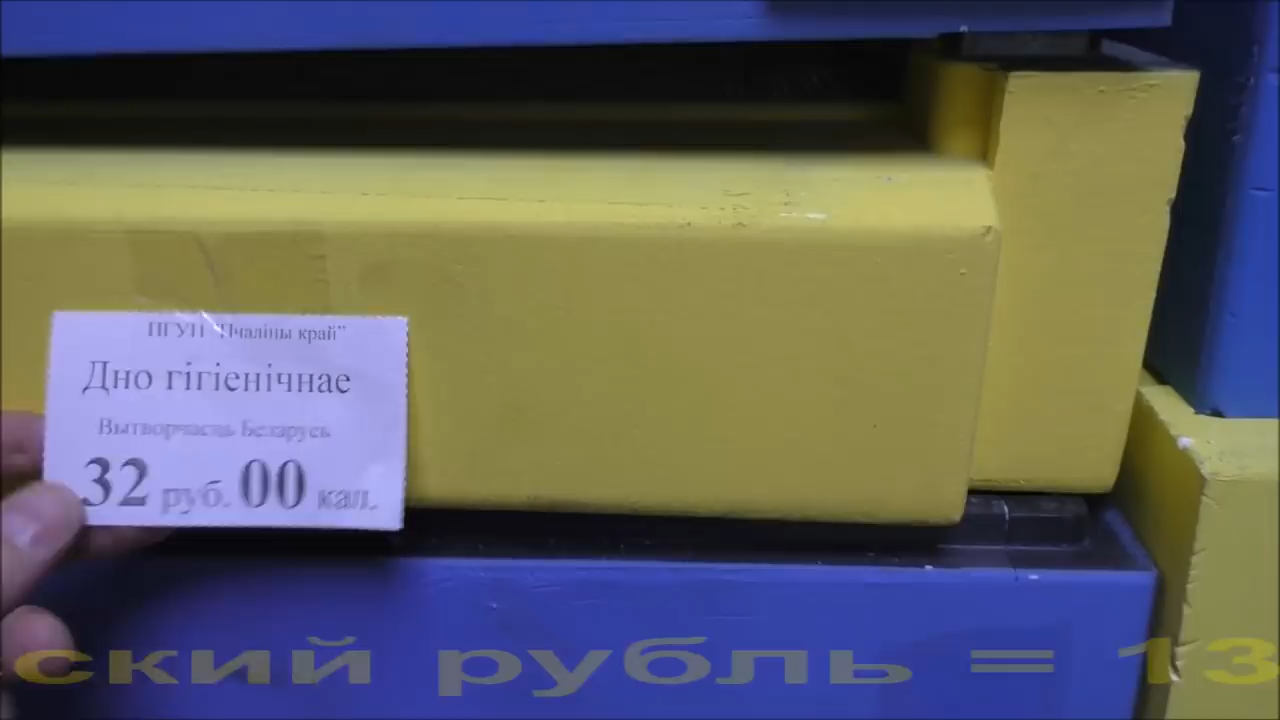 ПГУП "Пчаліны край"
Дно гігіенічнае
Вытворчасць Беларусь
32 руб. 00 кап.
ский рубль = 13